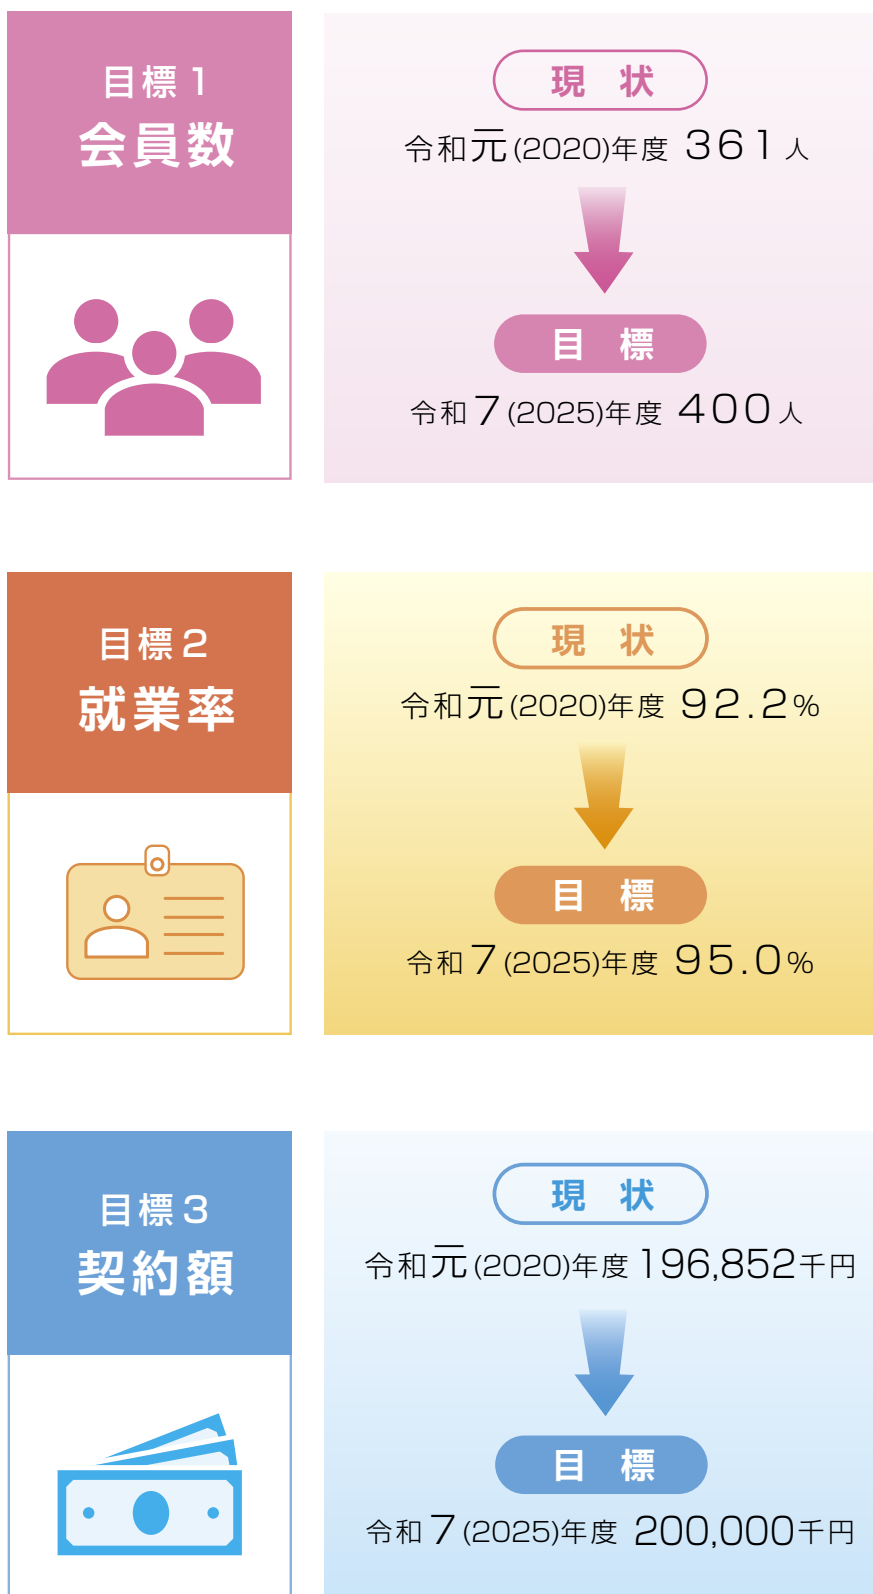 目標1
会員数
現 状
令和元(2020)年度 361人
目 標
令和7(2025)年度 400人
目標2
就業率
現 状
令和元(2020)年度 92.2%
目 標
令和7(2025)年度 95.0%
目標3
契約額
現 状
令和元(2020)年度 196,852千円
目 標
令和7(2025)年度 200,000千円